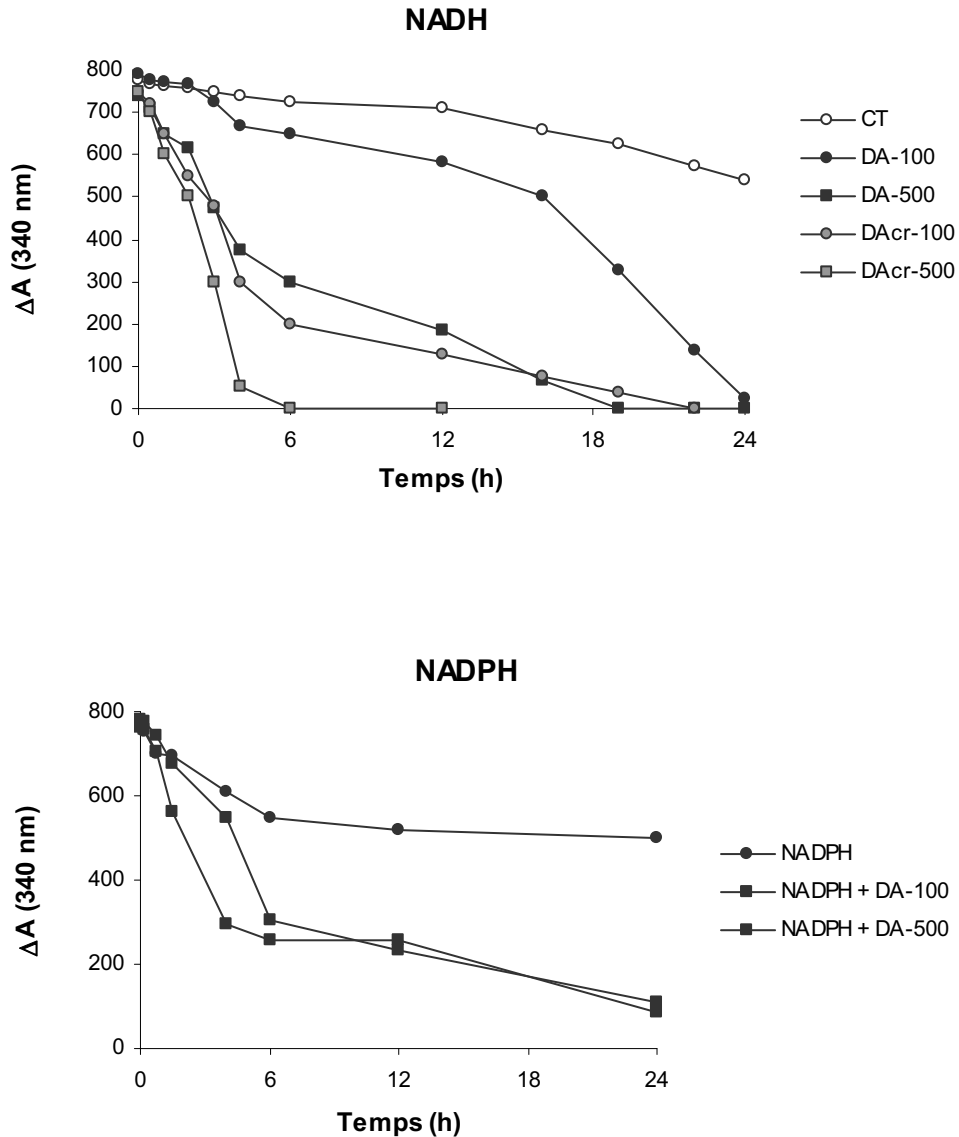 NADH
800
700
600
500
400
300
200
100
0
0 6 12 18 24
ΔA (340 nm)
Temps (h)
CT
DA-100
DA-500
DAcr-100
DAcr-500
NADPH
800
600
400
200
0
0 6 12 18 24
ΔA (340 nm)
Temps (h)
NADPH
NADPH + DA-100
NADPH + DA-500